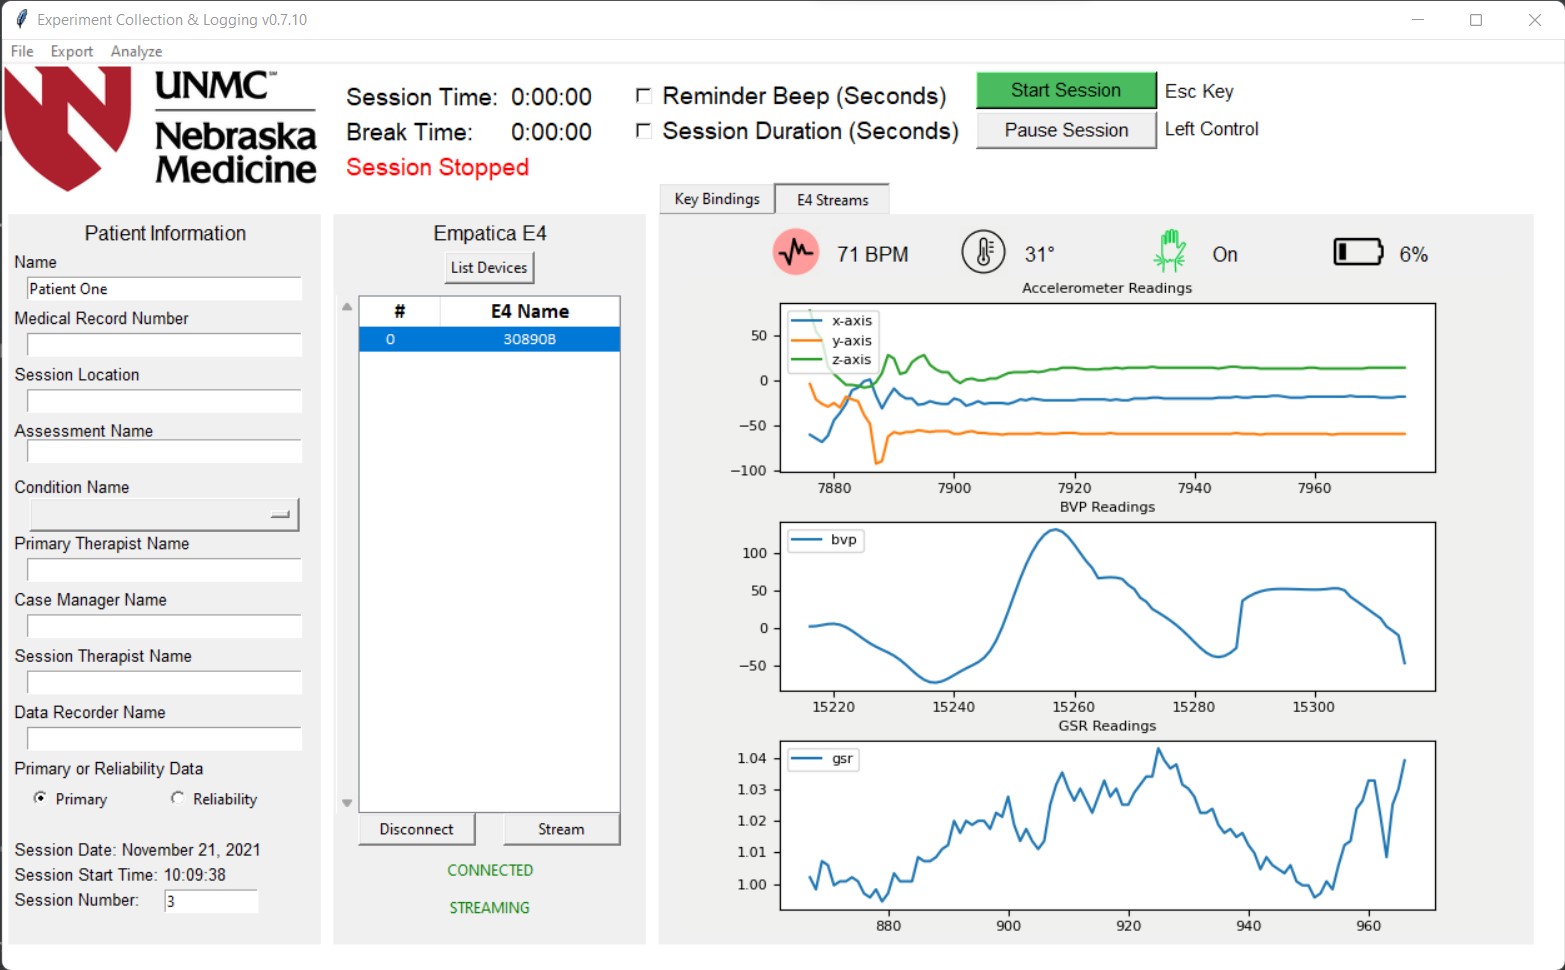 Experiment Collection & Logging v0.7.10
File Export Analyze
UNMC℠
Nebraska
Medicine
Session Time: 0:00:00
Break Time: 0:00:00
Session Stopped
Reminder Beep (Seconds)
Session Duration (Seconds)
Start Session Esc Key
Pause Session Left Control
Patient Information
Name
Patient One
Medical Record Number
Session Location
Assessment Name
Condition Name
Primary Therapist Name
Case Manager Name
Session Therapist Name
Data Recorder Name
Primary or Reliability Data
Primary Reliability
Session Date: November 21, 2021
Session Start Time: 10:09:38
Session Number: 3
Empatica E4
List Devices
# E4 Name
0 30890B
Disconnect Stream
CONNECTED
STREAMING
Key Bindings E4 Streams
71 BPM 31° On 6%
Accelerometer Readings
x-axis
y-axis
z-axis
50
0
−50
−100
7880 7900 7920 7940 7960
BVP Readings
bvp
100
50
0
−50
15220 15240 15260 15280 15300
GSR Readings
gsr
1.04
1.03
1.02
1.01
1.00
880 900 920 940 960